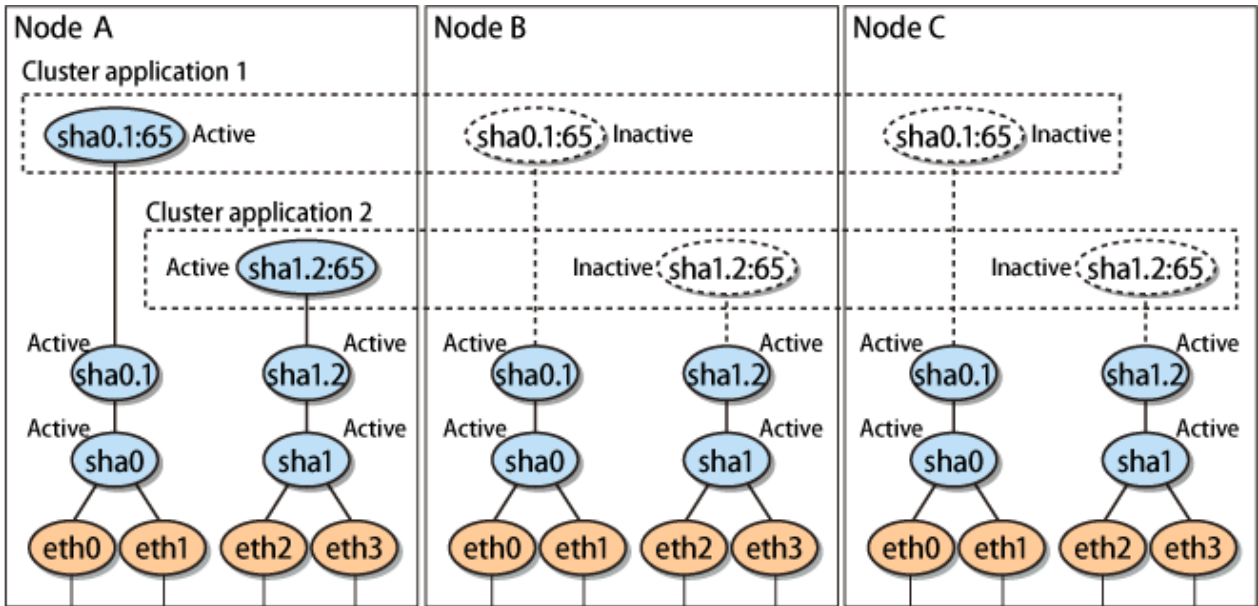 Node A Node B Node C
Cluster application 1
sha0.1:65 Active sha0.1:65 Inactive sha0.1:65 Inactive
Cluster application 2
Active sha1.2:65 Inactive sha1.2:65 Inactive sha1.2:65
Active Active Active Active Active Active
sha0.1 sha1.2 sha0.1 sha1.2 sha0.1 sha1.2
Active Active Active Active Active Active
sha0 sha1 sha0 sha1 sha0 sha1
eth0 eth1 eth2 eth3 eth0 eth1 eth2 eth3 eth0 eth1 eth2 eth3